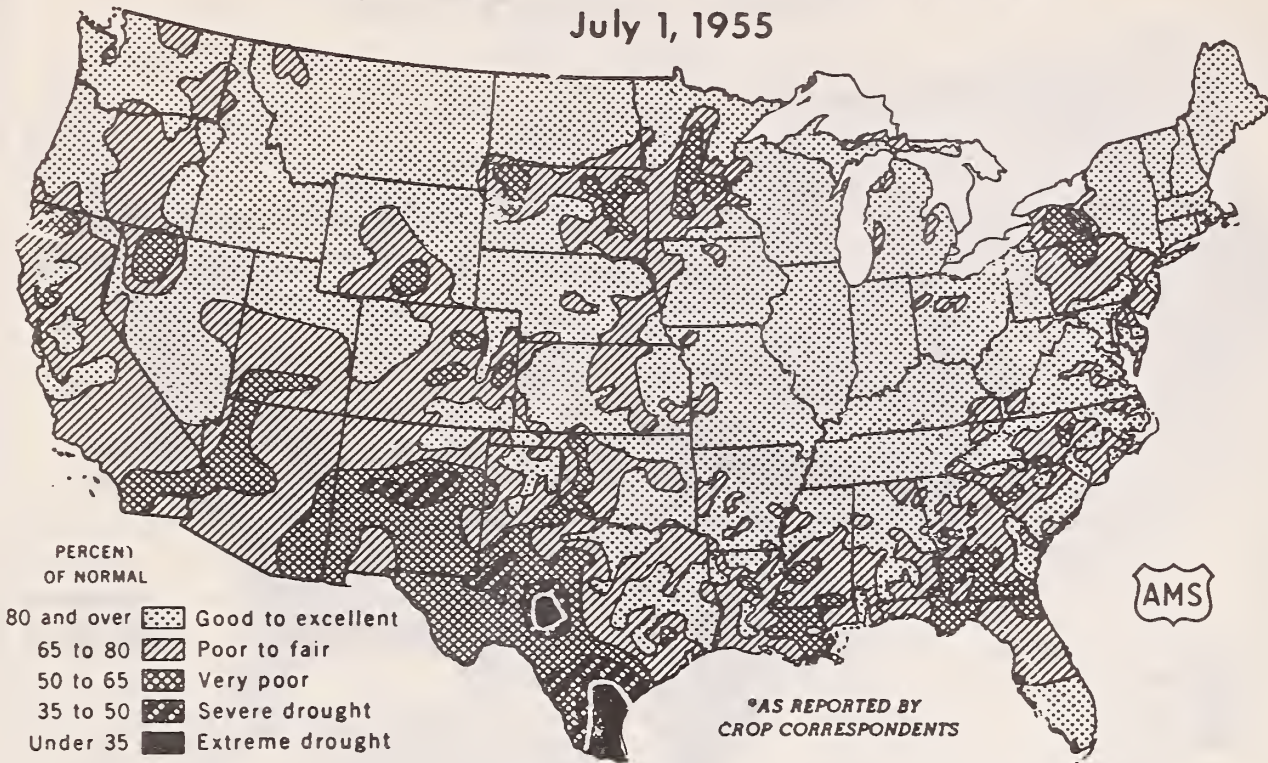 July 1, 1955
PERCENT
OF NORMAL
80 and over Good to excellent
65 to 80 Poor to fair
50 to 65 Very poor
35 to 50 Severe drought
Under 35 Extreme drought
*AS REPORTED BY
CROP CORRESPONDENTS
AMS